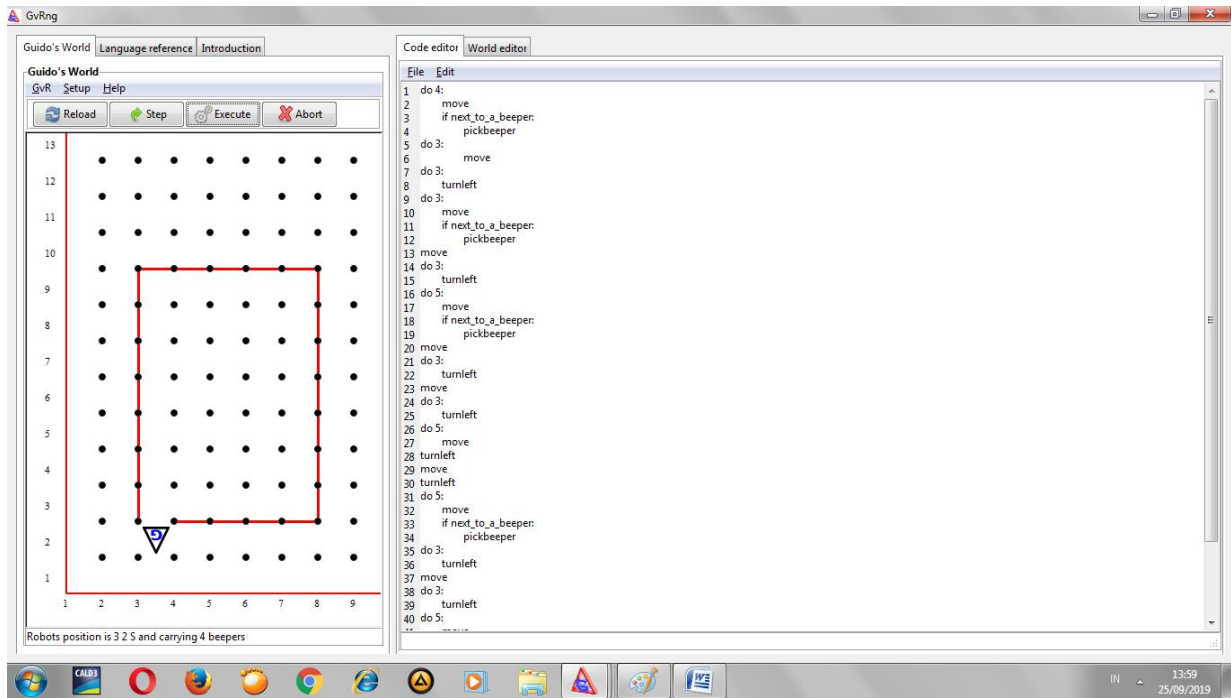 GvRng
Guido's World Language reference Introduction
Guido's World
GvR Setup Help
Reload Step Execute Abort
13
12
11
10
9
8
7
6
5
4
3
2
1
1 2 3 4 5 6 7 8 9
G
Robots position is 3 2 S and carrying 4 beepers
Code editor World editor
File Edit
1 do 4:
2 move
3 if next_to_a_beeper:
4 pickbeeper
5 do 3:
6 move
7 do 3:
8 turnleft
9 do 3:
10 move
11 if next_to_a_beeper:
12 pickbeeper
13 move
14 do 3:
15 turnleft
16 do 5:
17 move
18 if next_to_a_beeper:
19 pickbeeper
20 move
21 do 3:
22 turnleft
23 move
24 do 3:
25 turnleft
26 do 5:
27 move
28 turnleft
29 move
30 turnleft
31 do 5:
32 move
33 if next_to_a_beeper:
34 pickbeeper
35 do 3:
36 turnleft
37 move
38 do 3:
39 turnleft
40 do 5:
CALD3
IN
13:59
25/09/2019